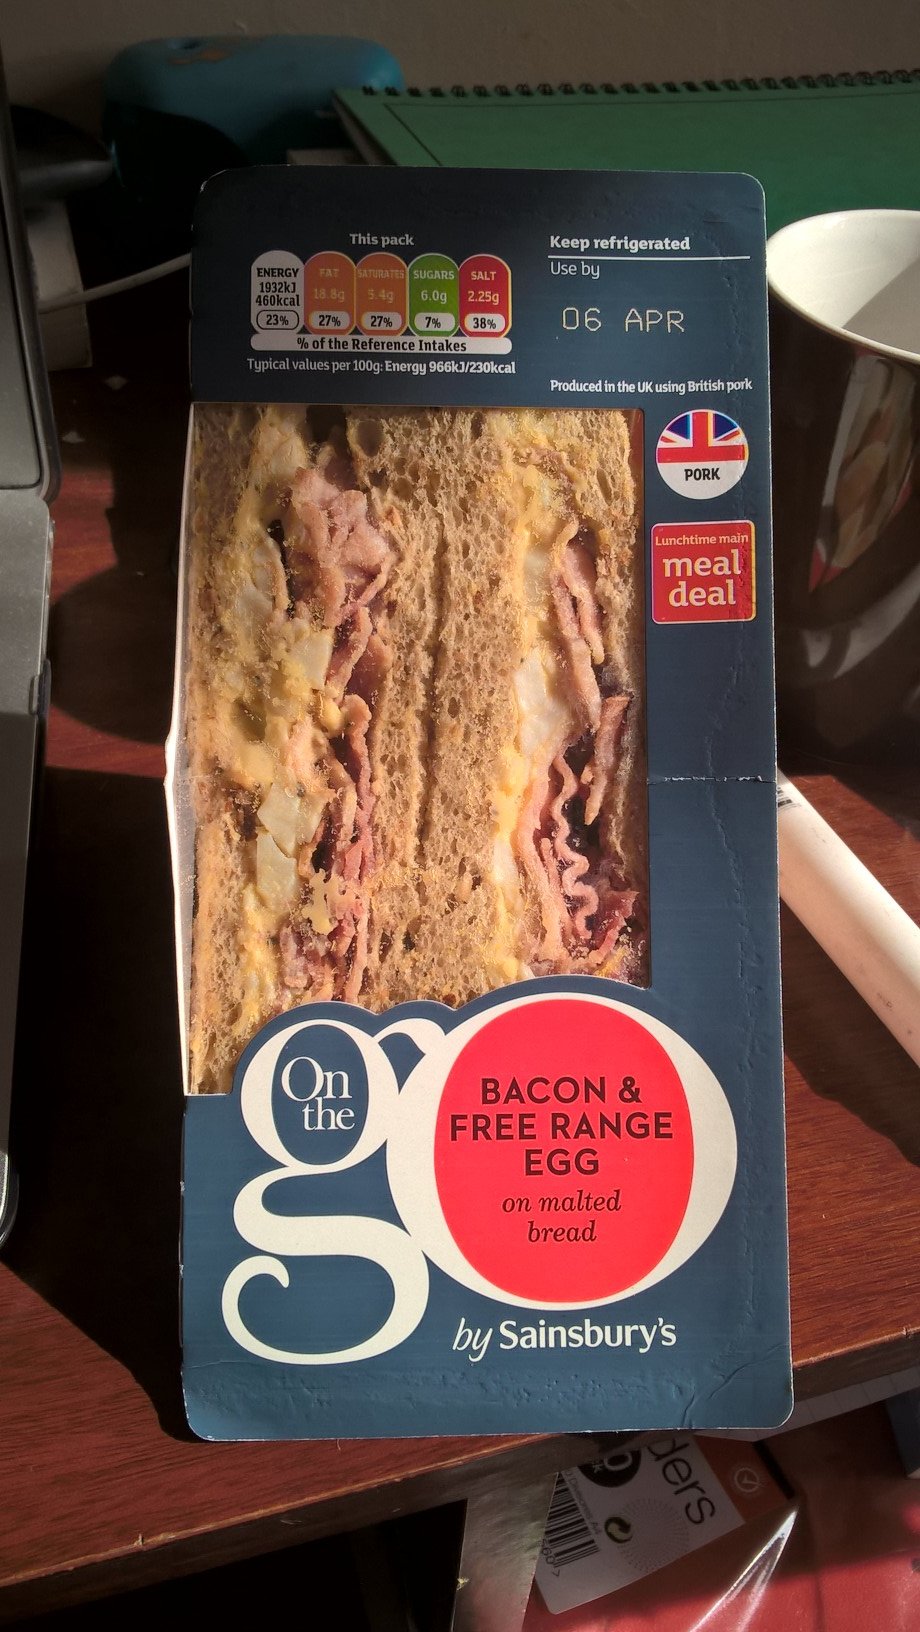 This pack
ENERGY
1932kJ
460kcal
23%
FAT
18.8g
27%
SATURATES
5.4g
27%
SUGARS
6.0g
7%
SALT
2.25g
38%
% of the Reference Intakes
Typical values per 100g: Energy 966kJ/230kcal
Keep refrigerated
Use by
06 APR
Produced in the UK using British pork
PORK
Lunchtime main
meal
deal
On
the
go
BACON &
FREE RANGE
EGG
on malted
bread
by Sainsbury's
ders